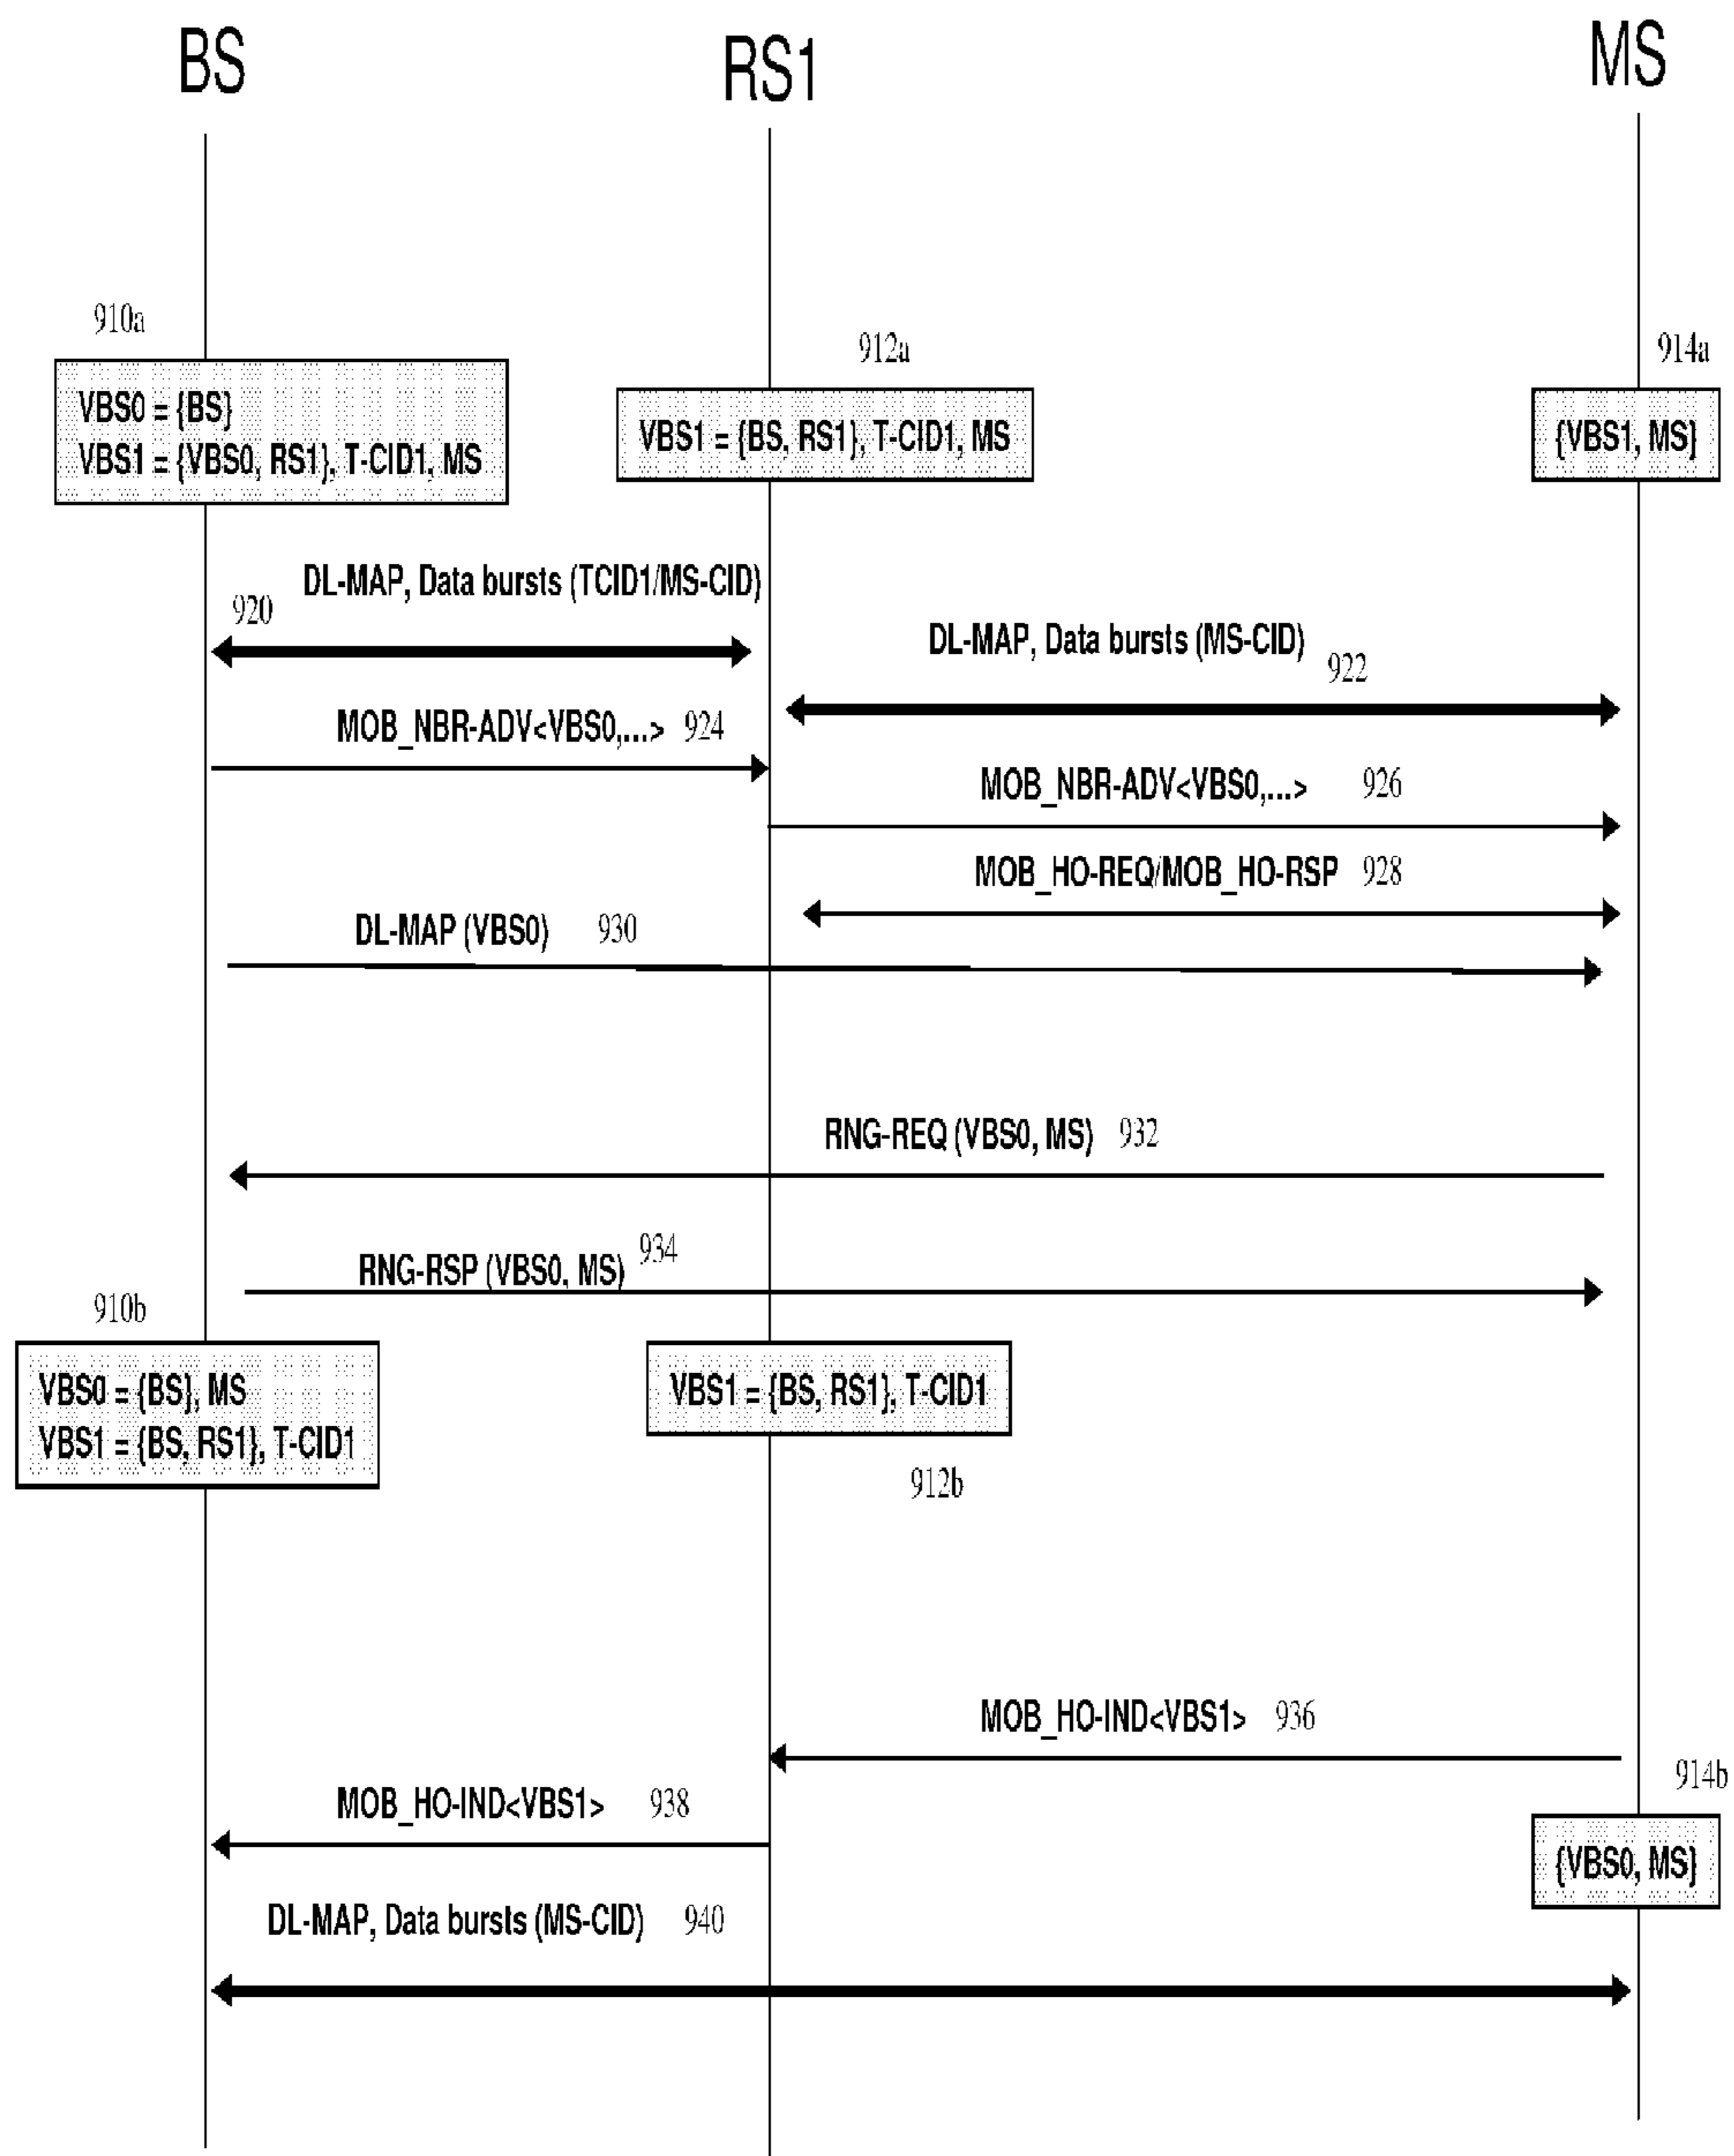 BS
RS1
MS
910a
912a
914a
VBS0 = {BS}
VBS1 = {VBS0, RS1}, T-CID1, MS
VBS1 = {BS, RS1}, T-CID1, MS
{VBS1, MS}
DL-MAP, Data bursts (TCID1/MS-CID)
920
DL-MAP, Data bursts (MS-CID)
922
MOB_NBR-ADV<VBS0,...> 924
MOB_NBR-ADV<VBS0,...> 926
MOB_HO-REQ/MOB_HO-RSP 928
DL-MAP (VBS0) 930
RNG-REQ (VBS0, MS) 932
RNG-RSP (VBS0, MS) 934
910b
VBS0 = {BS}, MS
VBS1 = {BS, RS1}, T-CID1
VBS1 = {BS, RS1}, T-CID1
912b
MOB_HO-IND<VBS1> 936
914b
MOB_HO-IND<VBS1> 938
{VBS0, MS}
DL-MAP, Data bursts (MS-CID) 940